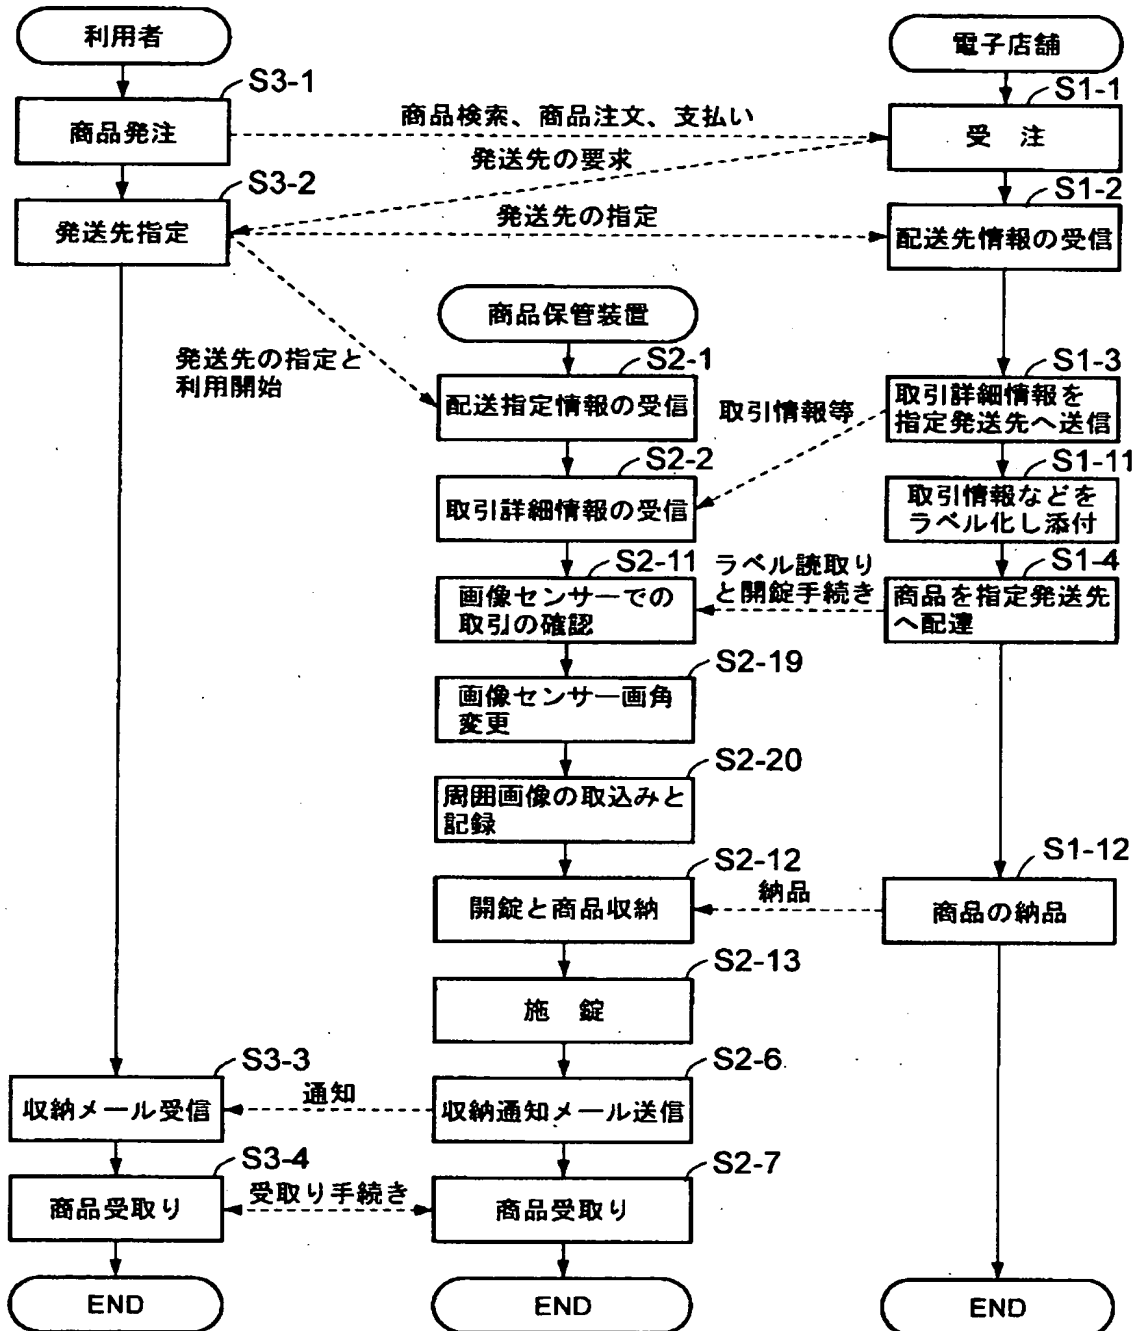 利用者
電子店舗
S3-1
S1-1
商品発注
商品検索、商品注文、支払い
受 注
発送先の要求
S3-2
S1-2
発送先指定
発送先の指定
配送先情報の受信
商品保管装置
発送先の指定と
利用開始
S2-1
S1-3
配送指定情報の受信
取引情報等
取引詳細情報を
指定発送先へ送信
S2-2
S1-11
取引詳細情報の受信
取引情報などを
ラベル化し添付
S2-11
ラベル読取り
と開錠手続き
S1-4
画像センサーでの
取引の確認
商品を指定発送先
へ配達
S2-19
画像センサー画角
変更
S2-20
周囲画像の取込みと
記録
S2-12
S1-12
開錠と商品収納
納品
商品の納品
S2-13
施 錠
S3-3
S2-6
収納メール受信
通知
収納通知メール送信
S3-4
S2-7
商品受取り
受取り手続き
商品受取り
END
END
END